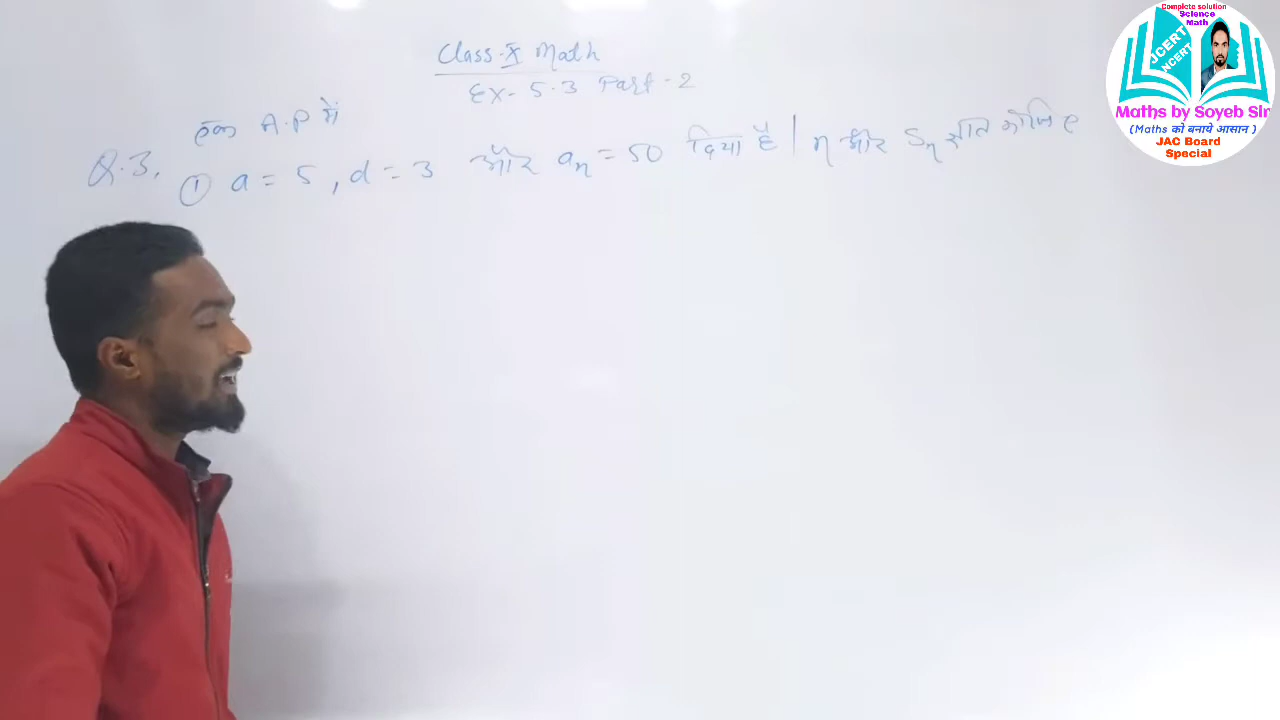 Class-X Math
Ex- 5.3 Part-2
एक A.P में
Q.3. ① a = 5, d = 3 और aₙ = 50 दिया है | n और Sₙ ज्ञात कीजिए
Complete solution
Science
Math
JCERT
NCERT
Maths by Soyeb Sir
(Maths को बनाये आसान)
JAC Board
Special